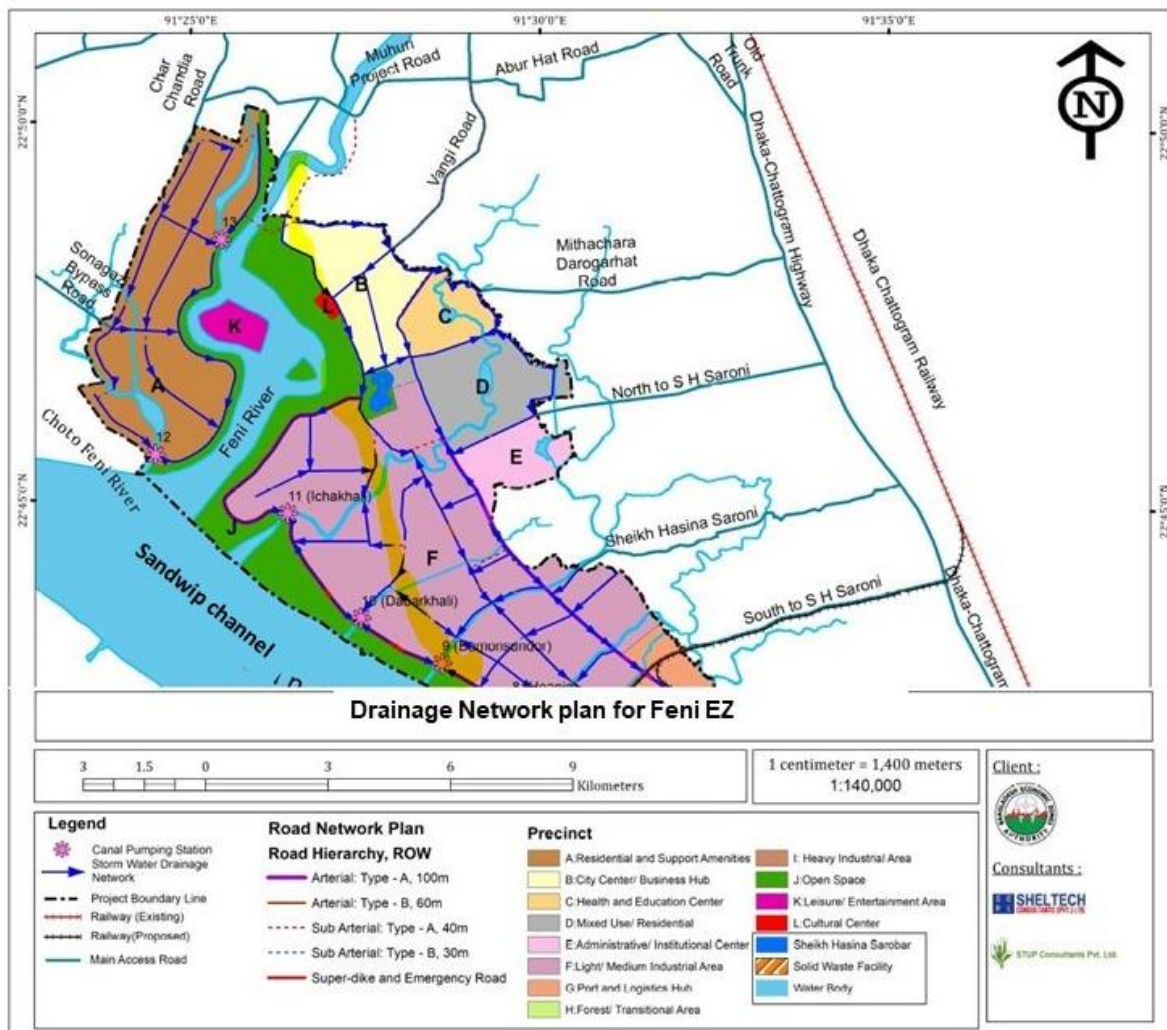 91°25'0"E
91°30'0"E
91°35'0"E
Char
Chandia
Road
Muhuri
Project Road
Abur Hat Road
Trunk
Road
Old
Dhaka-Chattogram Highway
Vangi Road
Mithachara
Darogarhat
Road
Dhaka Chattogram Railway
13
Sonagazi
Bypass
Road
B
C
L
K
A
D
North to S H Saroni
12
Feni River
Choto Feni River
E
11 (Ichakhali)
J
F
Sheikh Hasina Saroni
Sandwip channel
10 (Dabarkhali)
South to S H Saroni
Dhaka-Chattogram
9 (Bamonsundor)
N
Drainage Network plan for Feni EZ
3 1.5 0 3 6 9
Kilometers
1 centimeter = 1,400 meters
1:140,000
Client :
BANGLADESH ECONOMIC ZONES
AUTHORITY
Consultants :
SHELTECH
CONSULTANTS (PVT.) LTD.
STUP Consultants Pvt. Ltd.
Legend
Canal Pumping Station
Storm Water Drainage
Network
Project Boundary Line
Railway (Existing)
Railway(Proposed)
Main Access Road
Road Network Plan
Road Hierarchy, ROW
Arterial: Type - A, 100m
Arterial: Type - B, 60m
Sub Arterial: Type - A, 40m
Sub Arterial: Type - B, 30m
Super-dike and Emergency Road
Precinct
A:Residential and Support Amenities
B:City Center/ Business Hub
C:Health and Education Center
D:Mixed Use/ Residential
E:Administrative/ Institutional Center
F:Light/ Medium Industrial Area
G:Port and Logistics Hub
H:Forest/ Transitional Area
I: Heavy Industrial Area
J:Open Space
K:Leisure/ Entertainment Area
L:Cultural Center
Sheikh Hasina Sarobar
Solid Waste Facility
Water Body